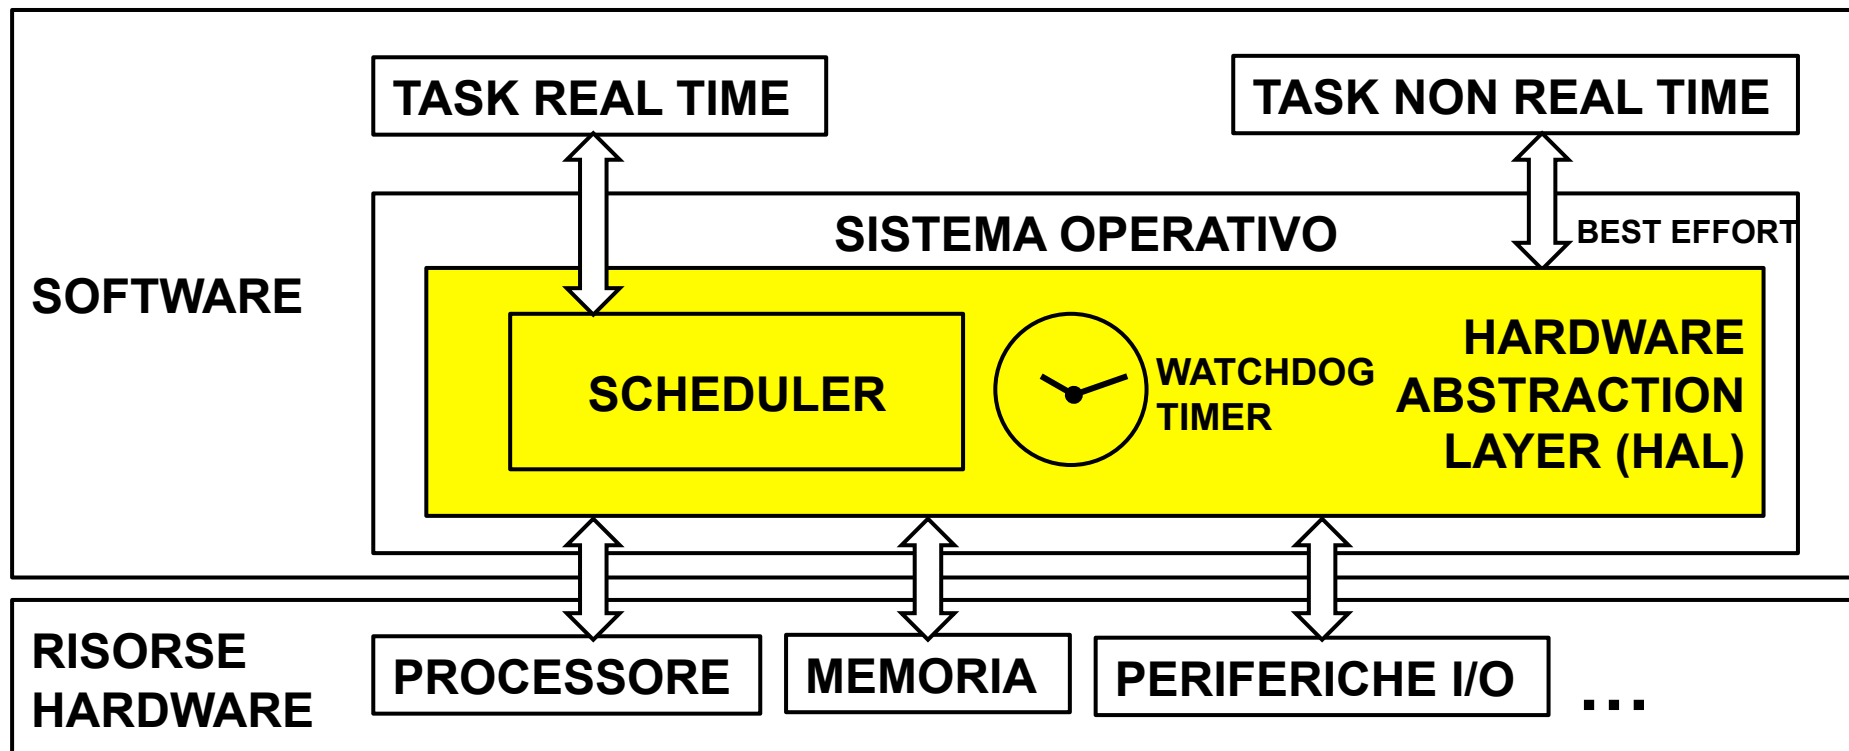 TASK REAL TIME
TASK NON REAL TIME
SISTEMA OPERATIVO
BEST EFFORT
SOFTWARE
SCHEDULER
WATCHDOG
TIMER
HARDWARE
ABSTRACTION
LAYER (HAL)
RISORSE
HARDWARE
PROCESSORE
MEMORIA
PERIFERICHE I/O
...